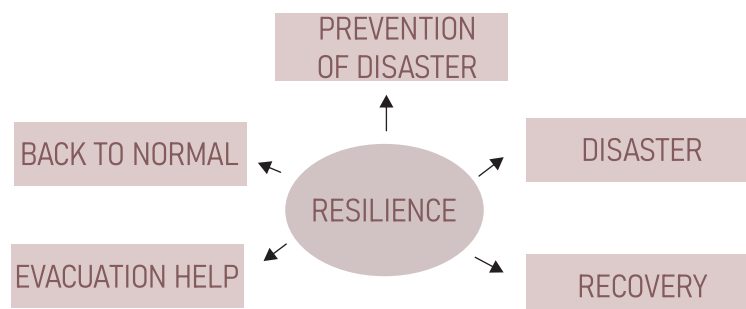 PREVENTION
OF DISASTER
BACK TO NORMAL
DISASTER
RESILIENCE
EVACUATION HELP
RECOVERY